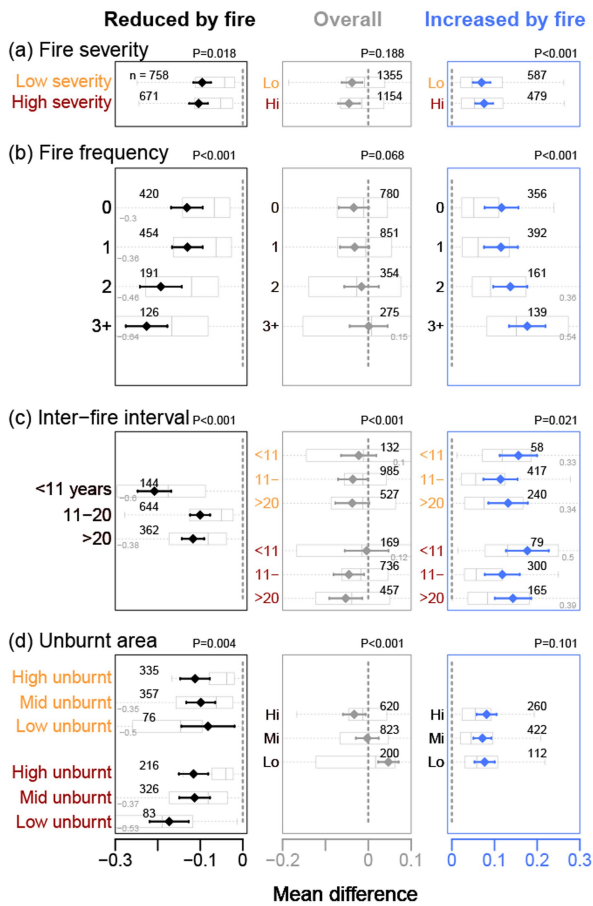 Reduced by fire Overall Increased by fire
(a) Fire severity
P=0.018 P=0.188 P<0.001
Low severity n = 758 Lo 1355 Lo 587
High severity 671 Hi 1154 Hi 479
(b) Fire frequency
P<0.001 P=0.068 P<0.001
0 420 −0.3 0 780 0 356
1 454 −0.36 1 851 1 392
2 191 −0.46 2 354 2 161 0.36
3+ 126 −0.64 3+ 275 0.15 3+ 139 0.54
(c) Inter−fire interval
P<0.001 P<0.001 P=0.021
<11 132 0.1 <11 58 0.33
11− 985 11− 417
>20 527 >20 240 0.34
<11 years 144 −0.6
11−20 644
>20 362 −0.38
<11 169 0.12 <11 79 0.5
11− 736 11− 300
>20 457 >20 165 0.39
(d) Unburnt area
P=0.004 P<0.001 P=0.101
High unburnt 335
Mid unburnt 357 −0.35
Low unburnt 76 −0.5
Hi 620 Hi 260
Mi 823 Mi 422
Lo 200 Lo 112
High unburnt 216
Mid unburnt 326 −0.37
Low unburnt 83 −0.53
−0.3 −0.1 0 −0.2 0 0.1 0 0.1 0.2 0.3
Mean difference